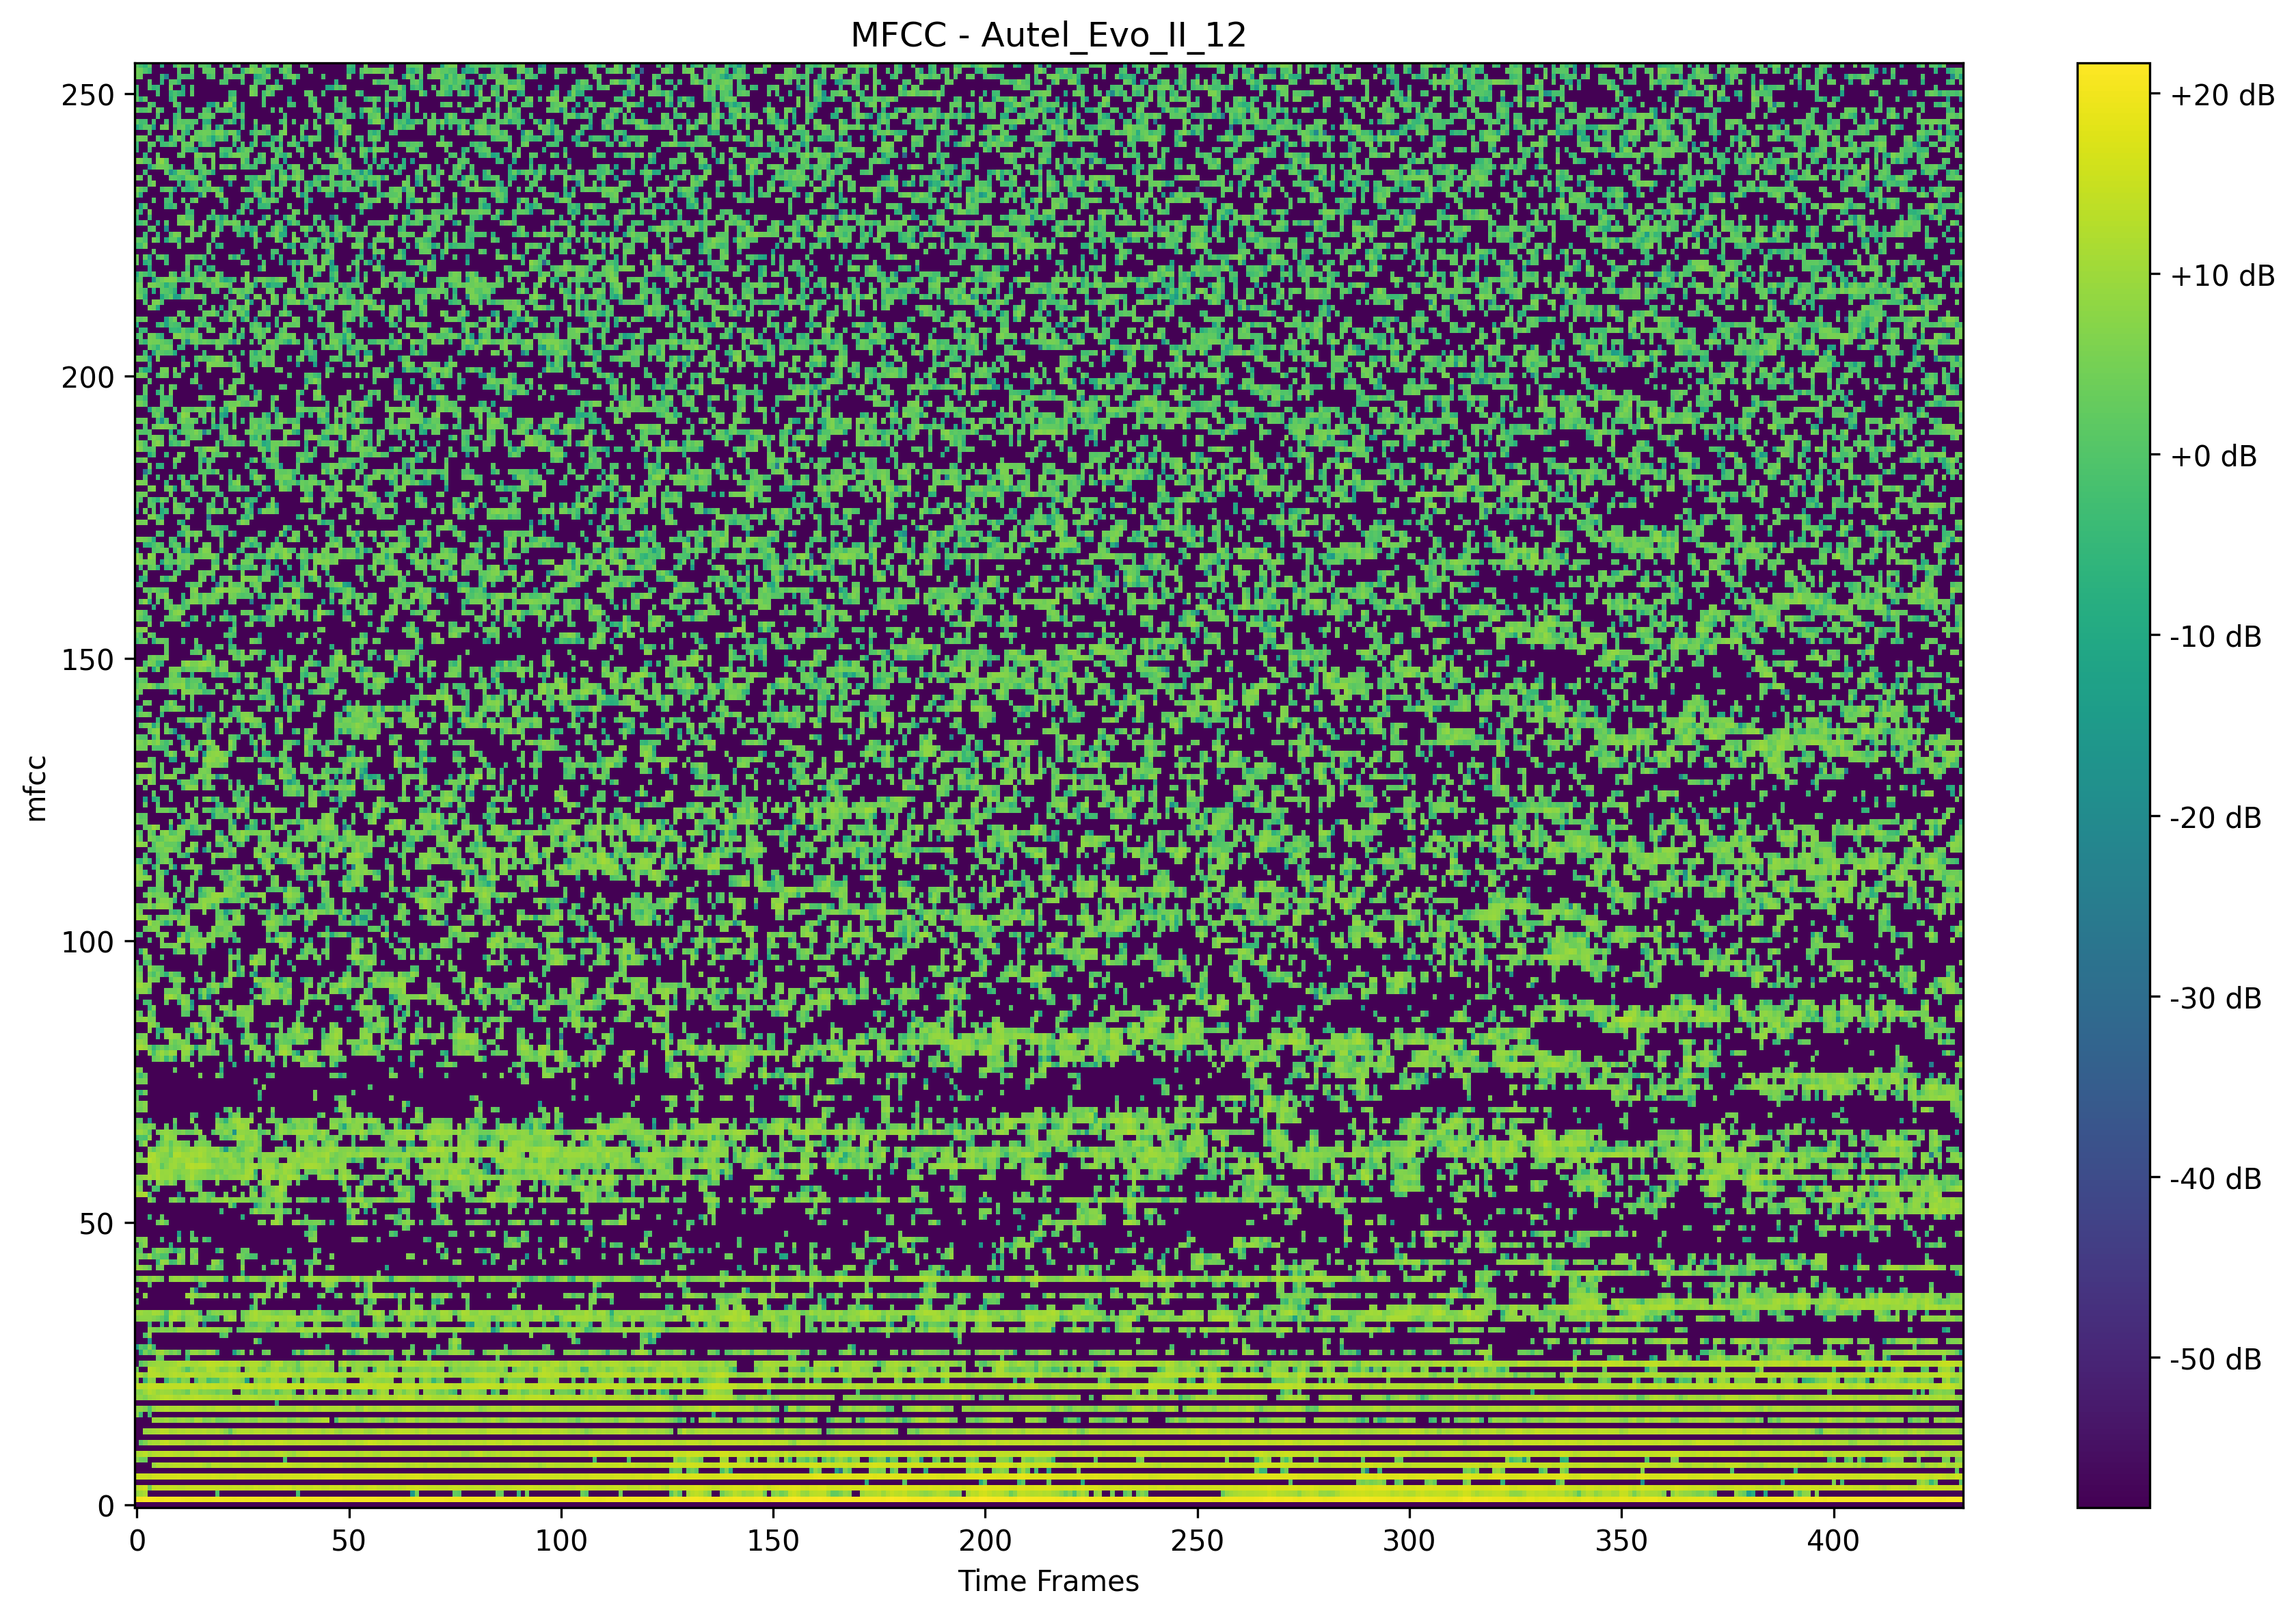 MFCC - Autel_Evo_II_12
250
200
150
100
50
0
mfcc
0 50 100 150 200 250 300 350 400
Time Frames
+20 dB
+10 dB
+0 dB
-10 dB
-20 dB
-30 dB
-40 dB
-50 dB